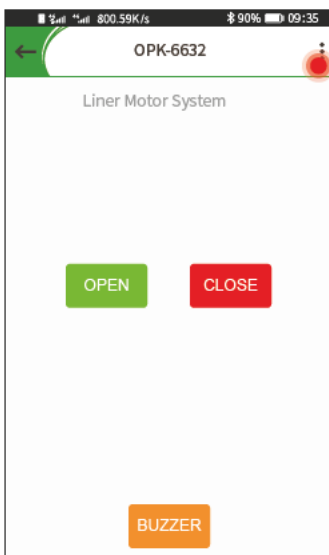 800.59K/s 90% 09:35
OPK-6632
Liner Motor System
OPEN CLOSE
BUZZER